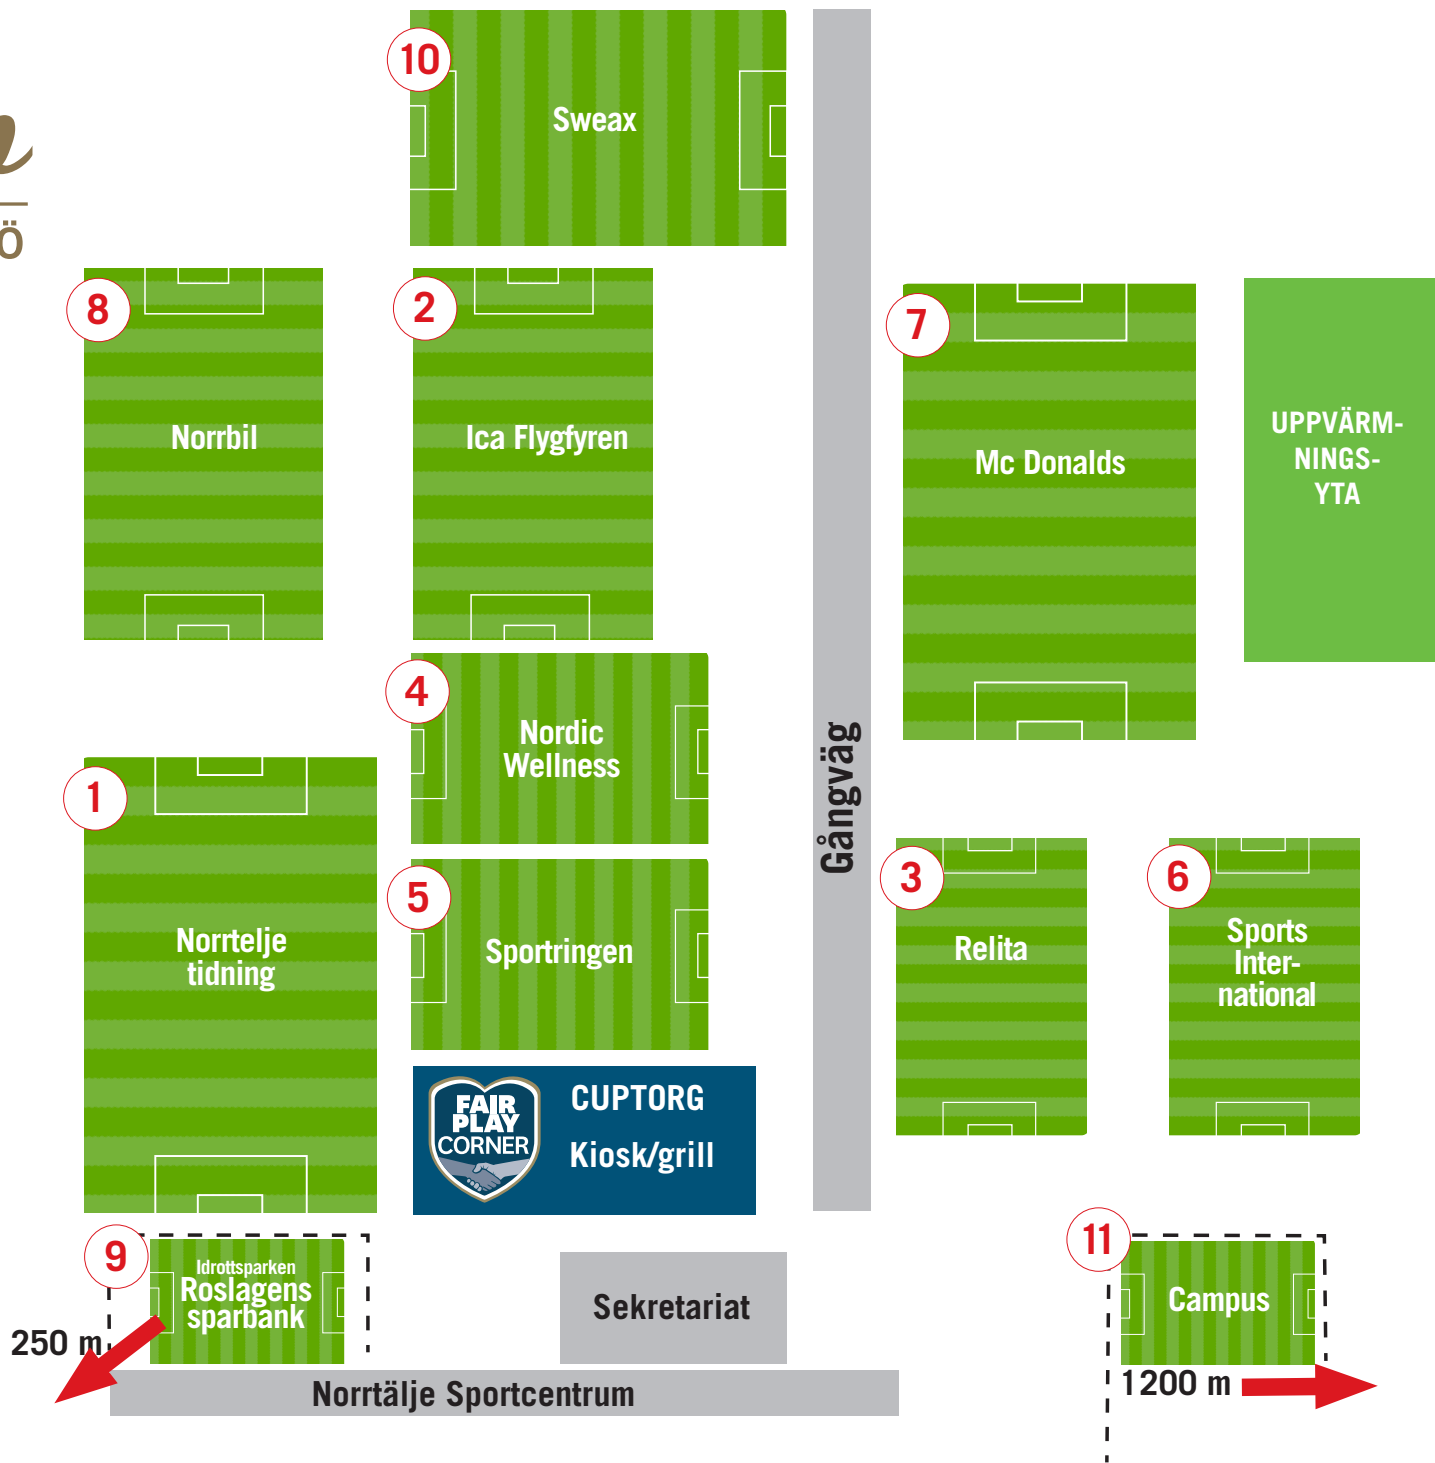 10
Sweax
Ö
8
Norrbil
2
Ica Flygfyren
7
Mc Donalds
UPPVÄRM-
NINGS-
YTA
4
Nordic
Wellness
1
Norrtelje
tidning
5
Sportringen
Gångväg
3
Relita
6
Sports
Inter-
national
FAIR
PLAY
CORNER
CUPTORG
Kiosk/grill
9
Idrottsparken
Roslagens
sparbank
250 m
Sekretariat
Norrtälje Sportcentrum
11
Campus
1200 m